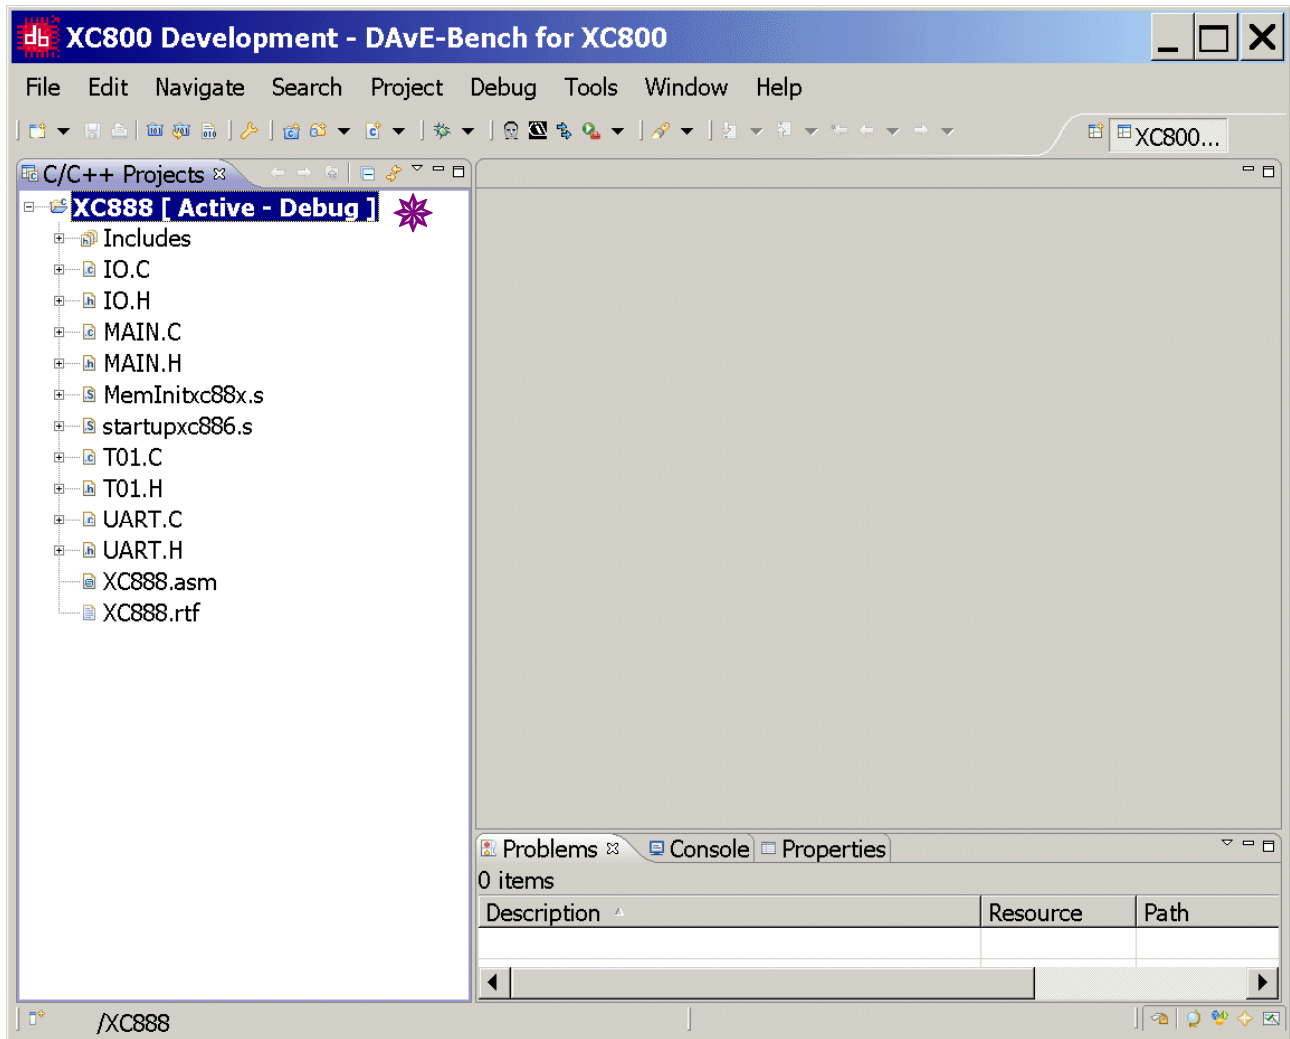 db XC800 Development - DAvE-Bench for XC800
File Edit Navigate Search Project Debug Tools Window Help
XC800...
C/C++ Projects
XC888 [ Active - Debug ]
Includes
IO.C
IO.H
MAIN.C
MAIN.H
MemInitxc88x.s
startupxc886.s
T01.C
T01.H
UART.C
UART.H
XC888.asm
XC888.rtf
Problems Console Properties
0 items
Description Resource Path
/XC888